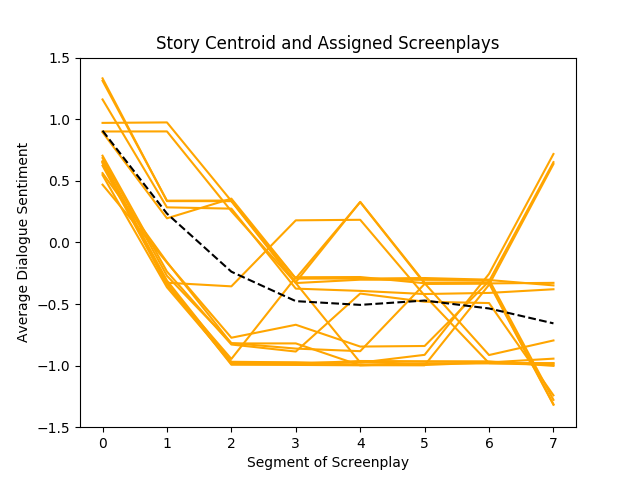 Story Centroid and Assigned Screenplays
Average Dialogue Sentiment
1.5
1.0
0.5
0.0
−0.5
−1.0
−1.5
0 1 2 3 4 5 6 7
Segment of Screenplay